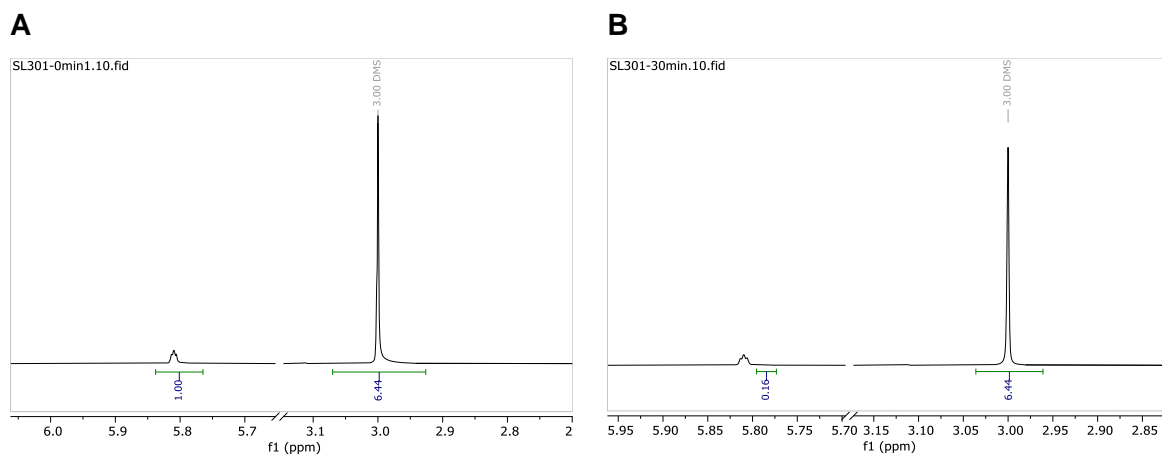 A
B
SL301-0min1.10.fid
3.00 DMS
1.00
6.44
6.0 5.9 5.8 5.7 3.1 3.0 2.9 2.8 2
f1 (ppm)
SL301-30min.10.fid
3.00 DMS
0.16
6.44
5.95 5.90 5.85 5.80 5.75 5.70 3.15 3.10 3.05 3.00 2.95 2.90 2.85
f1 (ppm)